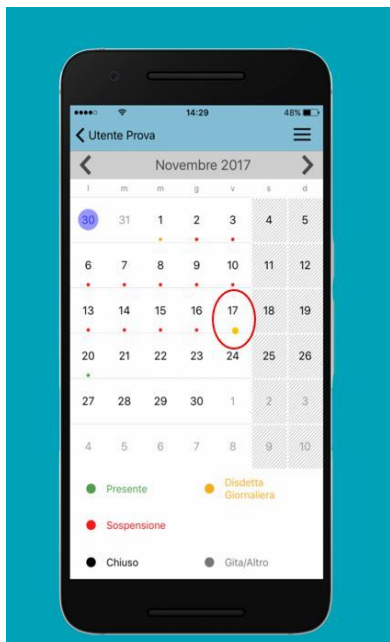 14:29 48%
Utente Prova
Novembre 2017
l m m g v s d
30 31 1 2 3 4 5
6 7 8 9 10 11 12
13 14 15 16 17 18 19
20 21 22 23 24 25 26
27 28 29 30 1 2 3
4 5 6 7 8 9 10
Presente Disdetta
Giornaliera
Sospensione
Chiuso Gita/Altro